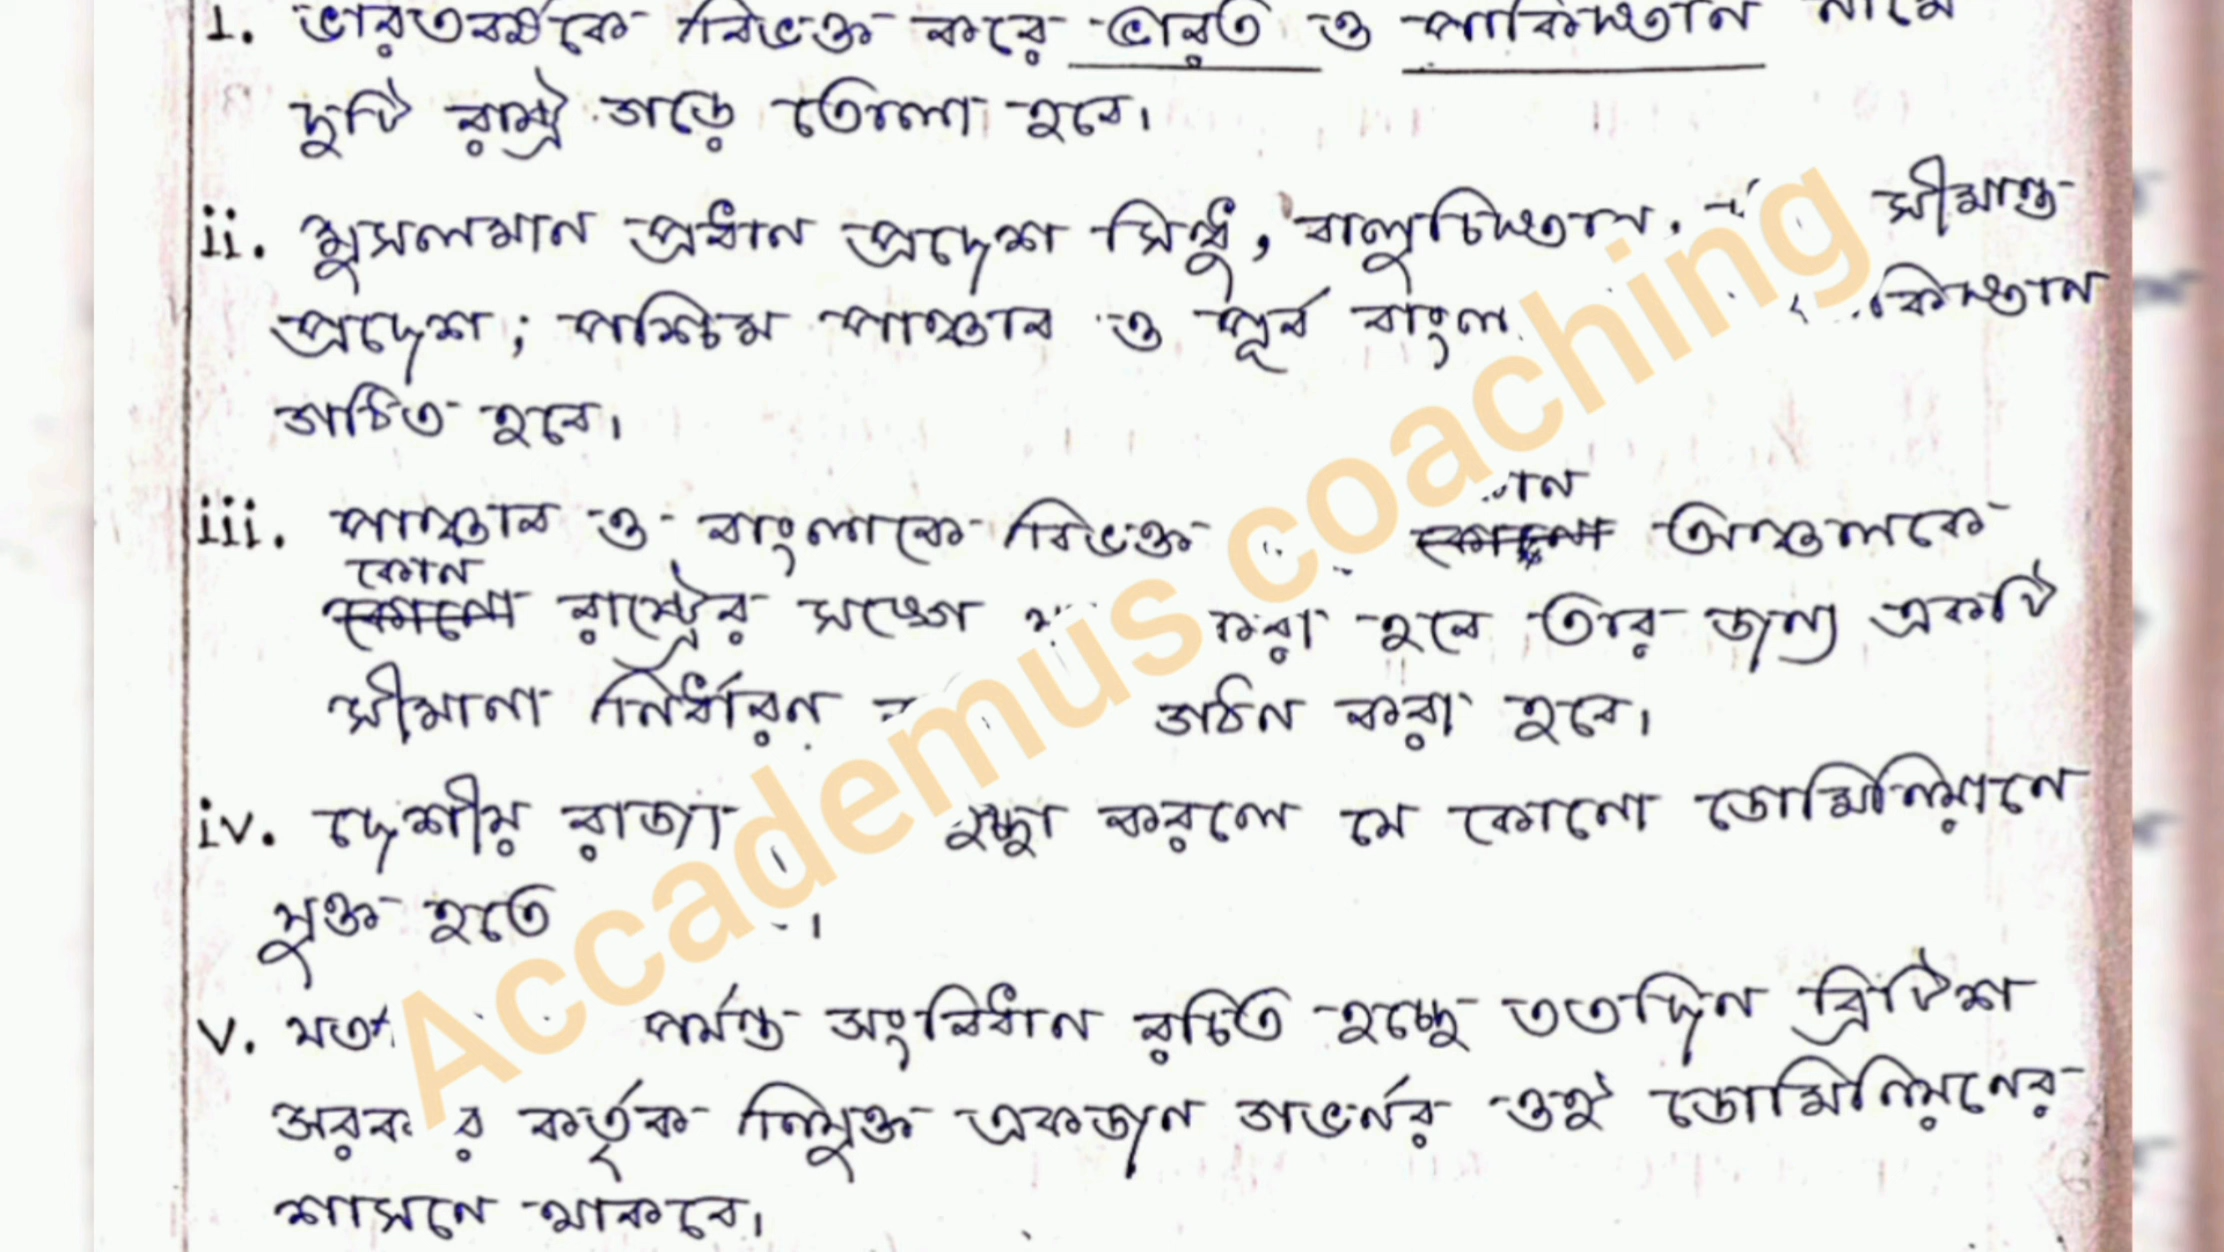 i. ভারতবর্ষকে বিভক্ত করে ভারত ও পাকিস্তান নামে
দুটি রাষ্ট্র গড়ে তোলা হবে।
ii. মুসলমান প্রধান প্রদেশ সিন্ধু, বালুচিস্তান, সীমান্ত
প্রদেশ; পশ্চিম পাঞ্জাব ও পূর্ব
গঠিত হবে।
iii. পাঞ্জাব ও বাংলাকে বিভক্ত অঞ্চলকে
কোন
রাষ্ট্রের সঙ্গে করা হবে তার জন্য একটি
সীমানা নির্ধারণ গঠন করা হবে।
iv. দেশীয় রাজ্য ইচ্ছা করলে যে কোনো ডোমিনিয়ানে
যুক্ত হতে
v. পর্যন্ত সংবিধান রচিত হচ্ছে ততদিন ব্রিটিশ
কর্তৃক নিযুক্ত একজন গভর্নর ওই ডোমিনিয়নের
শাসনে থাকবে।
Accademus coaching